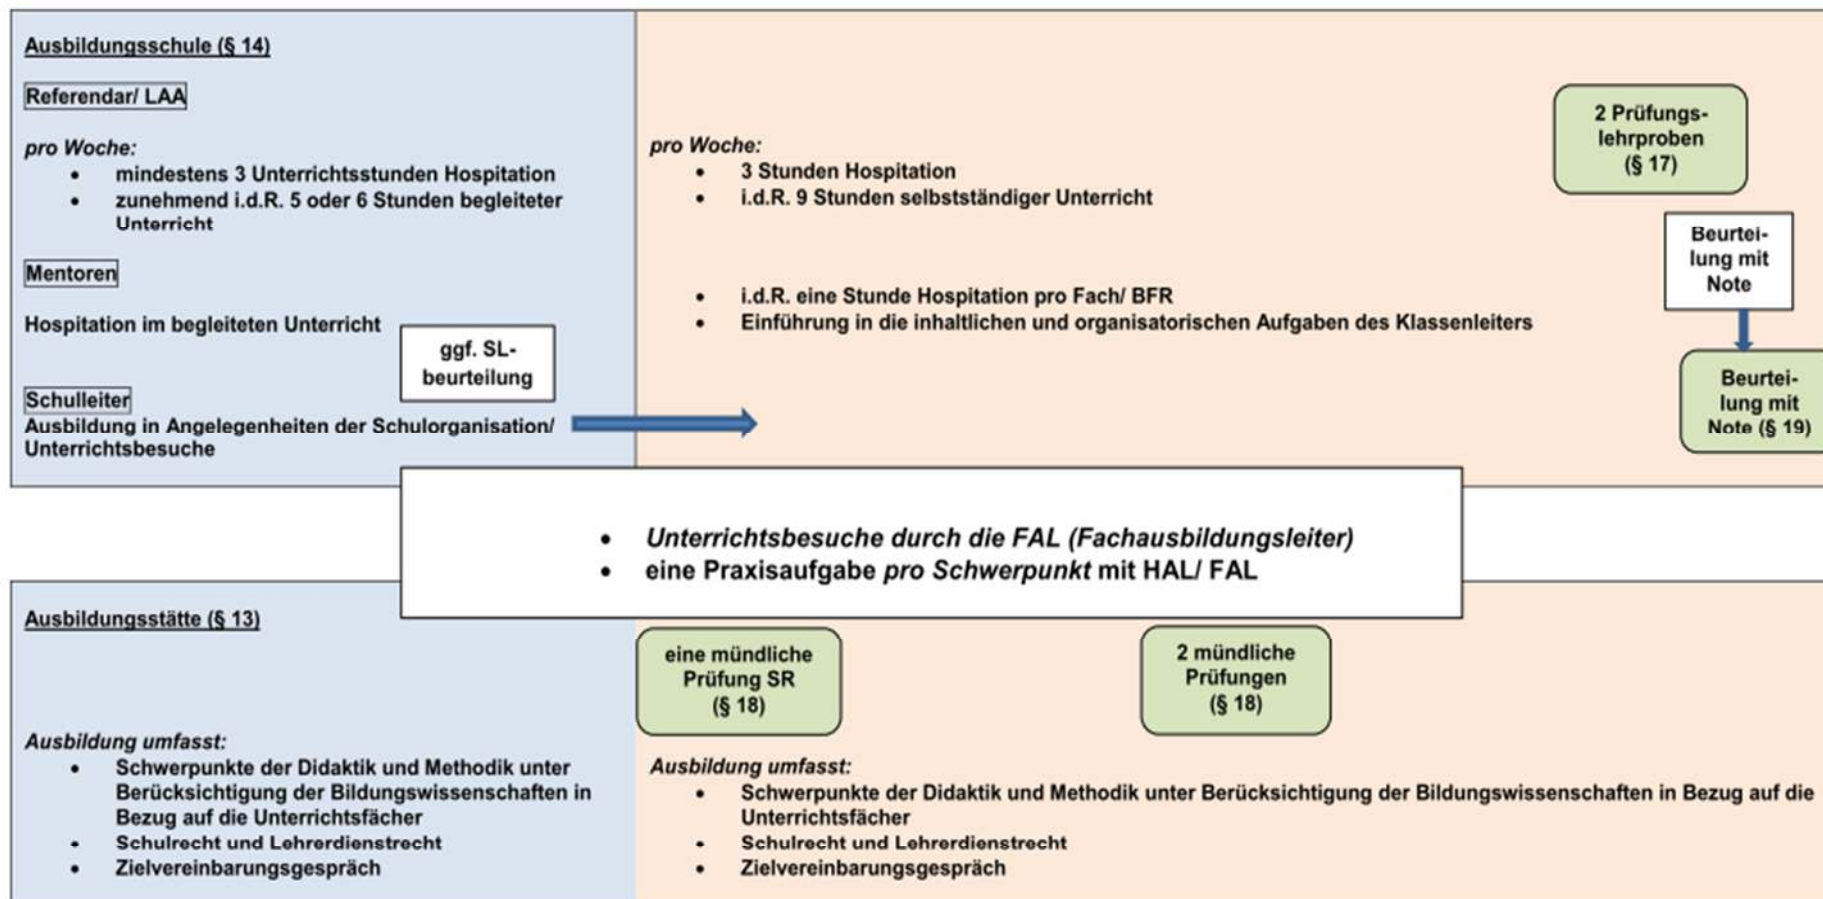 Ausbildungsschule (§ 14)
Referendar/ LAA
pro Woche:
• mindestens 3 Unterrichtsstunden Hospitation
• zunehmend i.d.R. 5 oder 6 Stunden begleiteter
Unterricht
Mentoren
Hospitation im begleiteten Unterricht
ggf. SL-
beurteilung
Schulleiter
Ausbildung in Angelegenheiten der Schulorganisation/
Unterrichtsbesuche
pro Woche:
• 3 Stunden Hospitation
• i.d.R. 9 Stunden selbstständiger Unterricht
• i.d.R. eine Stunde Hospitation pro Fach/ BFR
• Einführung in die inhaltlichen und organisatorischen Aufgaben des Klassenleiters
2 Prüfungs-
lehrproben
(§ 17)
Beurtei-
lung mit
Note
Beurtei-
lung mit
Note (§ 19)
• Unterrichtsbesuche durch die FAL (Fachausbildungsleiter)
• eine Praxisaufgabe pro Schwerpunkt mit HAL/ FAL
Ausbildungsstätte (§ 13)
Ausbildung umfasst:
• Schwerpunkte der Didaktik und Methodik unter
Berücksichtigung der Bildungswissenschaften in
Bezug auf die Unterrichtsfächer
• Schulrecht und Lehrerdienstrecht
• Zielvereinbarungsgespräch
eine mündliche
Prüfung SR
(§ 18)
2 mündliche
Prüfungen
(§ 18)
Ausbildung umfasst:
• Schwerpunkte der Didaktik und Methodik unter Berücksichtigung der Bildungswissenschaften in Bezug auf die
Unterrichtsfächer
• Schulrecht und Lehrerdienstrecht
• Zielvereinbarungsgespräch